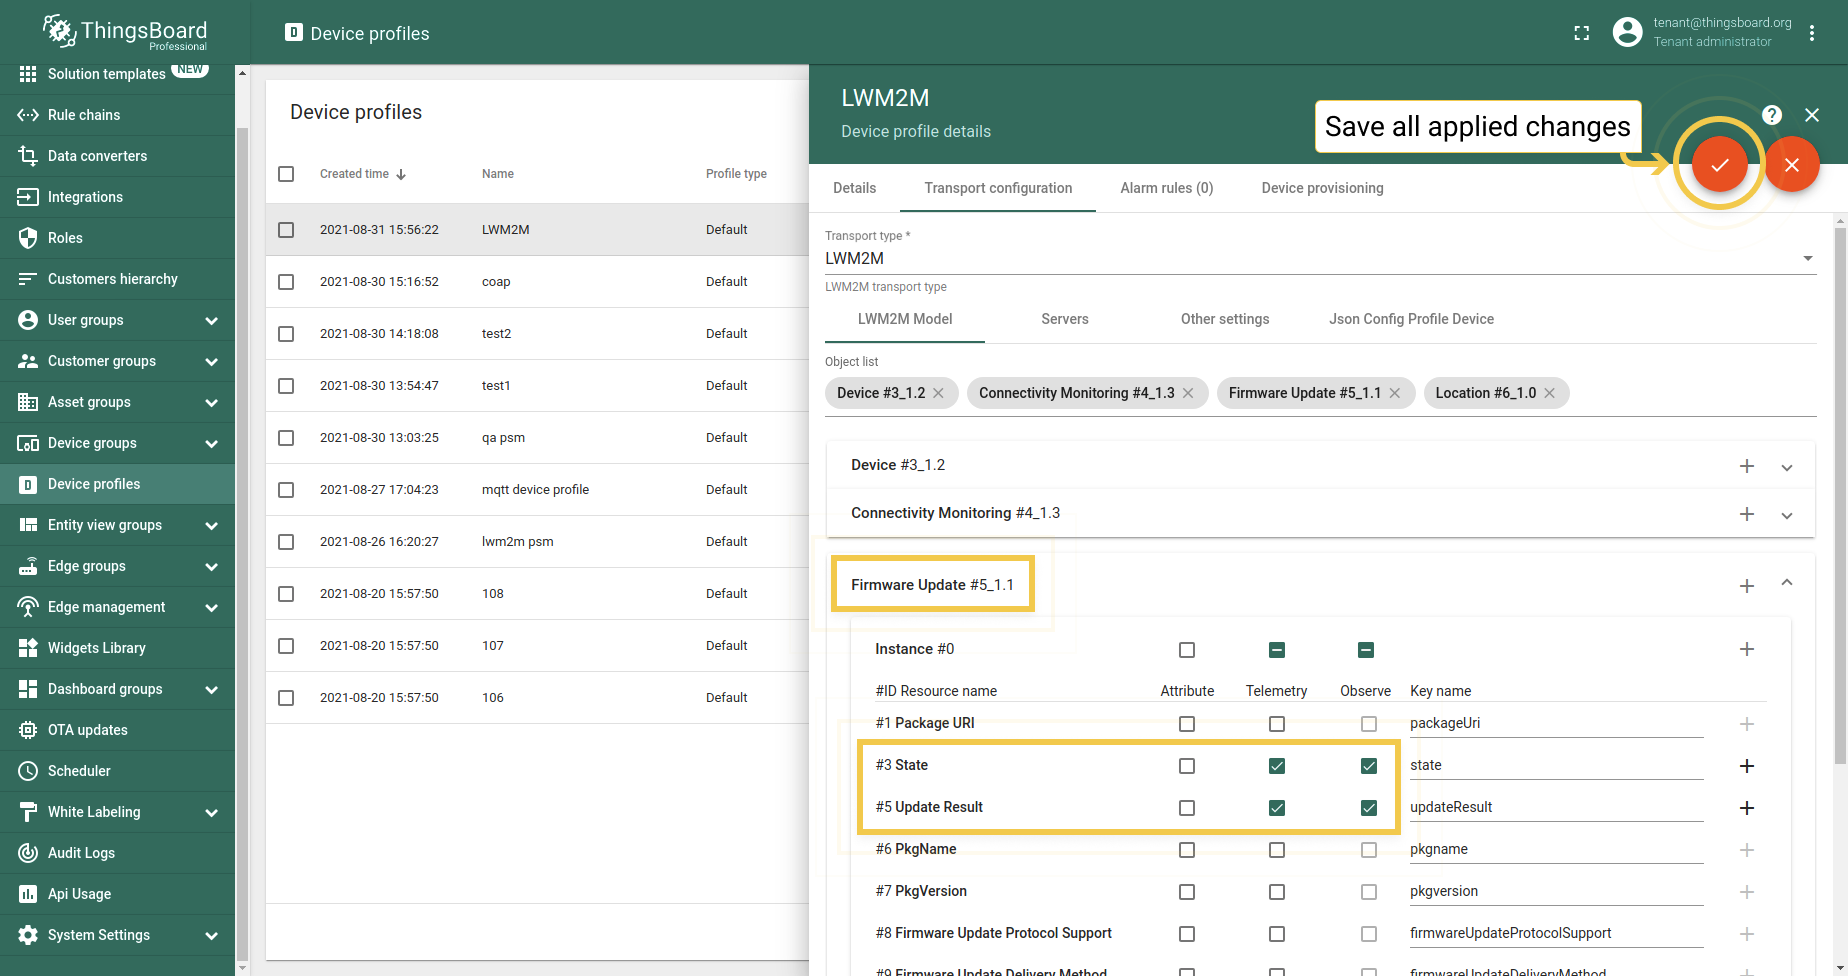 ThingsBoard
Professional
Device profiles
tenant@thingsboard.org
Tenant administrator
Solution templates NEW
Rule chains
Data converters
Integrations
Roles
Customers hierarchy
User groups
Customer groups
Asset groups
Device groups
Device profiles
Entity view groups
Edge groups
Edge management
Widgets Library
Dashboard groups
OTA updates
Scheduler
White Labeling
Audit Logs
Api Usage
System Settings
Device profiles
Created time Name Profile type
2021-08-31 15:56:22 LWM2M Default
2021-08-30 15:16:52 coap Default
2021-08-30 14:18:08 test2 Default
2021-08-30 13:54:47 test1 Default
2021-08-30 13:03:25 qa psm Default
2021-08-27 17:04:23 mqtt device profile Default
2021-08-26 16:20:27 lwm2m psm Default
2021-08-20 15:57:50 108 Default
2021-08-20 15:57:50 107 Default
2021-08-20 15:57:50 106 Default
LWM2M
Device profile details
Save all applied changes
Details Transport configuration Alarm rules (0) Device provisioning
Transport type *
LWM2M
LWM2M transport type
LWM2M Model Servers Other settings Json Config Profile Device
Object list
Device #3_1.2 Connectivity Monitoring #4_1.3 Firmware Update #5_1.1 Location #6_1.0
Device #3_1.2
Connectivity Monitoring #4_1.3
Firmware Update #5_1.1
Instance #0
#ID Resource name Attribute Telemetry Observe Key name
#1 Package URI packageUri
#3 State state
#5 Update Result updateResult
#6 PkgName pkgname
#7 PkgVersion pkgversion
#8 Firmware Update Protocol Support firmwareUpdateProtocolSupport
#9 Firmware Update Delivery Method firmwareUpdateDeliveryMethod